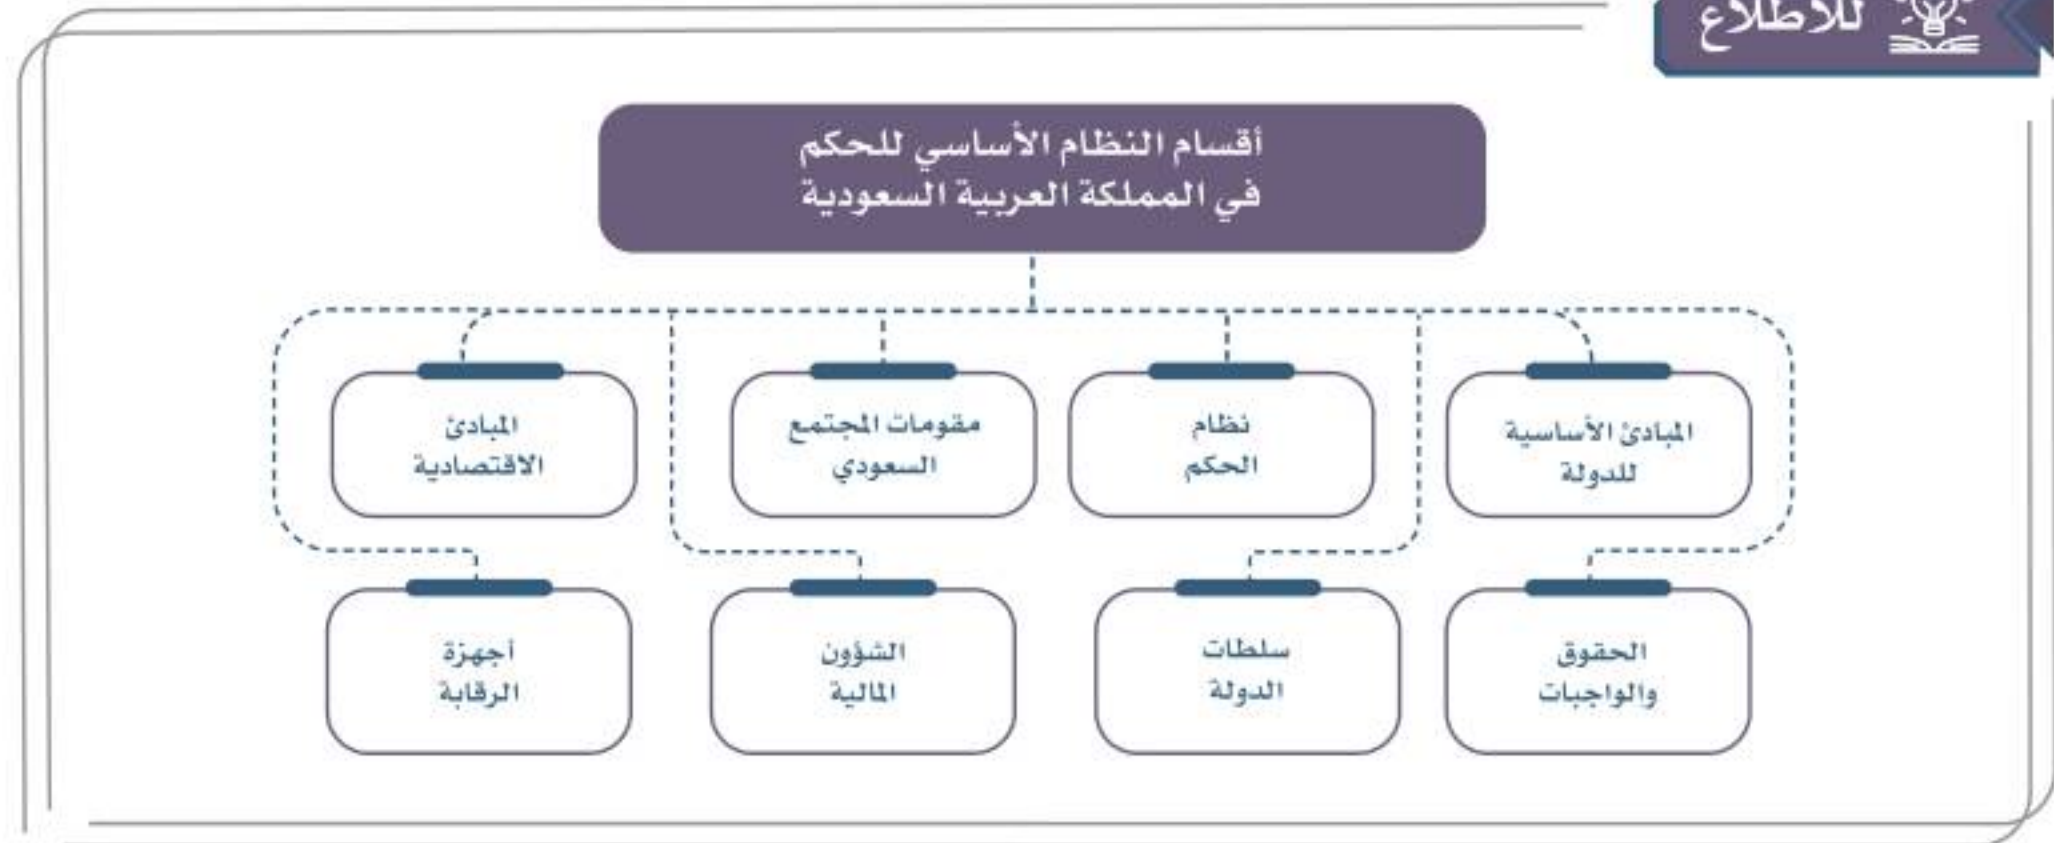 للاطلاع
أقسام النظام الأساسي للحكم
في المملكة العربية السعودية
المبادئ الأساسية
للدولة
نظام
الحكم
مقومات المجتمع
السعودي
المبادئ
الاقتصادية
الحقوق
والواجبات
سلطات
الدولة
الشؤون
المالية
أجهزة
الرقابة